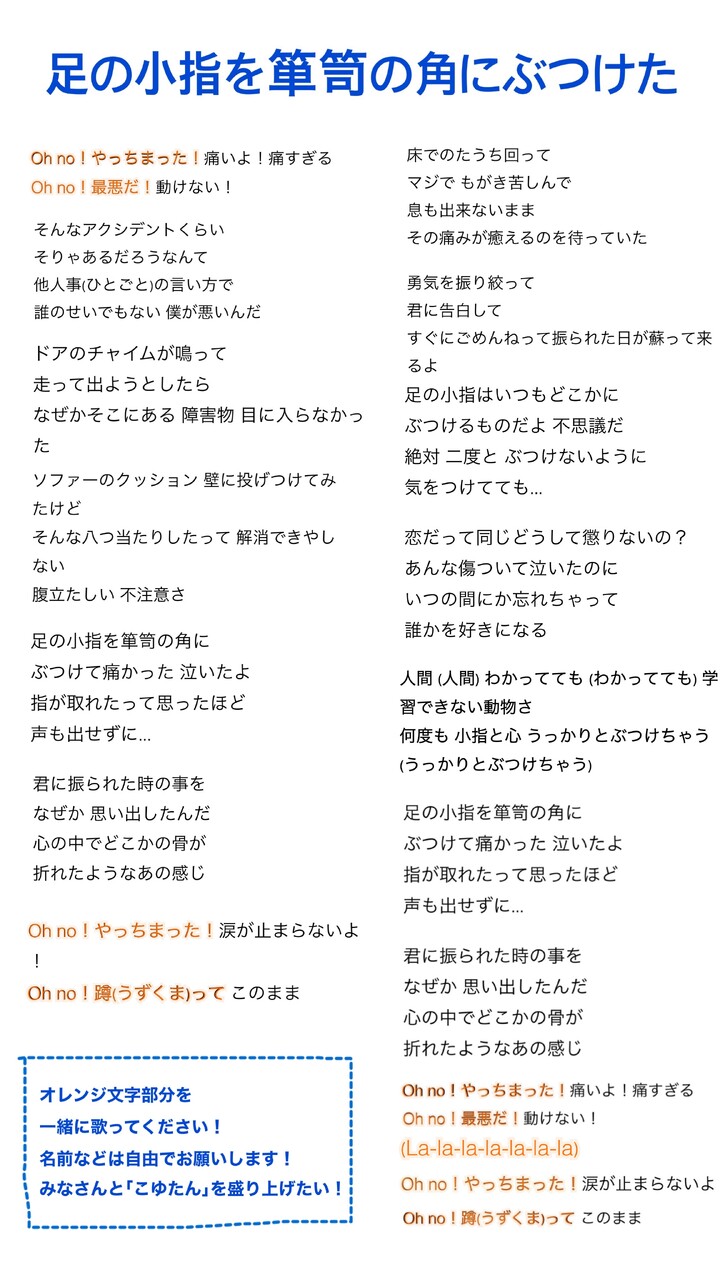 足の小指を箪笥の角にぶつけた
Oh no！やっちまった！痛いよ！痛すぎる
Oh no！最悪だ！動けない！
そんなアクシデントくらい
そりゃあるだろうなんて
他人事(ひとごと)の言い方で
誰のせいでもない 僕が悪いんだ
ドアのチャイムが鳴って
走って出ようとしたら
なぜかそこにある 障害物 目に入らなかっ
た
ソファーのクッション 壁に投げつけてみ
たけど
そんな八つ当たりしたって 解消できやし
ない
腹立たしい 不注意さ
足の小指を箪笥の角に
ぶつけて痛かった 泣いたよ
指が取れたって思ったほど
声も出せずに…
君に振られた時の事を
なぜか 思い出したんだ
心の中でどこかの骨が
折れたようなあの感じ
Oh no！やっちまった！涙が止まらないよ
！
Oh no！蹲(うずくま)って このまま
オレンジ文字部分を
一緒に歌ってください！
名前などは自由でお願いします！
みなさんと｢こゆたん｣を盛り上げたい！
床でのたうち回って
マジで もがき苦しんで
息も出来ないまま
その痛みが癒えるのを待っていた
勇気を振り絞って
君に告白して
すぐにごめんねって振られた日が蘇って来
るよ
足の小指はいつもどこかに
ぶつけるものだよ 不思議だ
絶対 二度と ぶつけないように
気をつけてても…
恋だって同じどうして懲りないの？
あんな傷ついて泣いたのに
いつの間にか忘れちゃって
誰かを好きになる
人間 (人間) わかってても (わかってても) 学
習できない動物さ
何度も 小指と心 うっかりとぶつけちゃう
(うっかりとぶつけちゃう)
足の小指を箪笥の角に
ぶつけて痛かった 泣いたよ
指が取れたって思ったほど
声も出せずに…
君に振られた時の事を
なぜか 思い出したんだ
心の中でどこかの骨が
折れたようなあの感じ
Oh no！やっちまった！痛いよ！痛すぎる
Oh no！最悪だ！動けない！
(La-la-la-la-la-la-la)
Oh no！やっちまった！涙が止まらないよ
Oh no！蹲(うずくま)って このまま